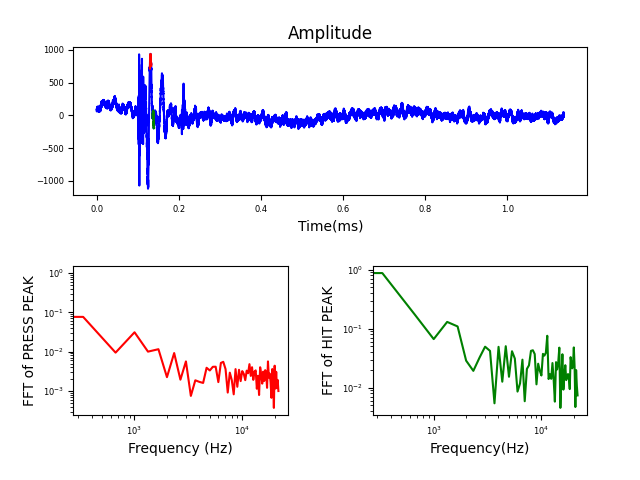 Amplitude
1000
500
0
−500
−1000
0.0 0.2 0.4 0.6 0.8 1.0
Time(ms)
FFT of PRESS PEAK
10⁰
10⁻¹
10⁻²
10⁻³
10³ 10⁴
Frequency (Hz)
FFT of HIT PEAK
10⁰
10⁻¹
10⁻²
10³ 10⁴
Frequency(Hz)